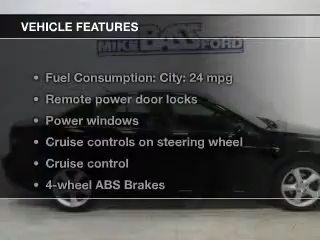 VEHICLE FEATURES
MIKE BASS FORD
• Fuel Consumption: City: 24 mpg
• Remote power door locks
• Power windows
• Cruise controls on steering wheel
• Cruise control
• 4-wheel ABS Brakes